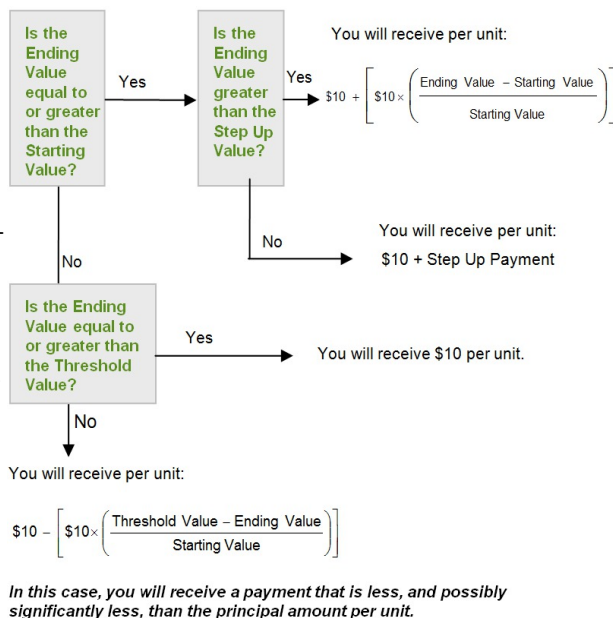 Is the
Ending
Value
equal to
or greater
than the
Starting
Value?
Yes
Is the
Ending
Value
greater
than the
Step Up
Value?
Yes
You will receive per unit:
$10 + [ $10 × ( Ending Value – Starting Value
Starting Value ) ]
No
You will receive per unit:
$10 + Step Up Payment
No
Is the Ending
Value equal to
or greater than
the Threshold
Value?
Yes
You will receive $10 per unit.
No
You will receive per unit:
$10 – [ $10× ( Threshold Value – Ending Value
Starting Value ) ]
In this case, you will receive a payment that is less, and possibly
significantly less, than the principal amount per unit.